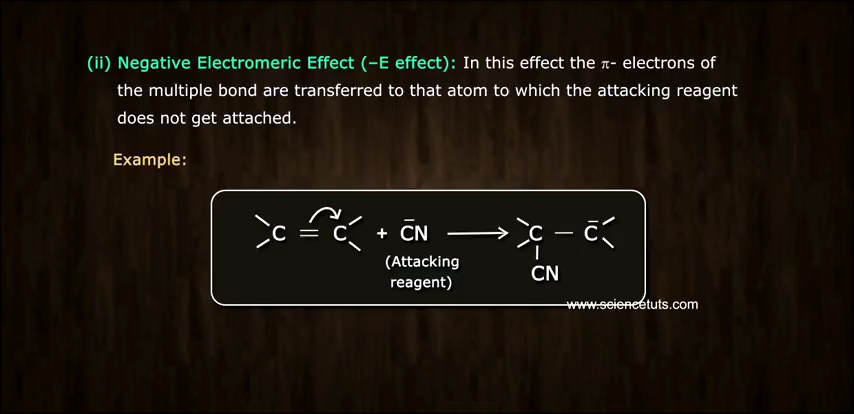 (ii) Negative Electromeric Effect (–E effect): In this effect the π- electrons of
the multiple bond are transferred to that atom to which the attacking reagent
does not get attached.
Example:
>C = C< + C̄N ⟶ >C — C̄<
(Attacking
reagent)
CN
www.sciencetuts.com